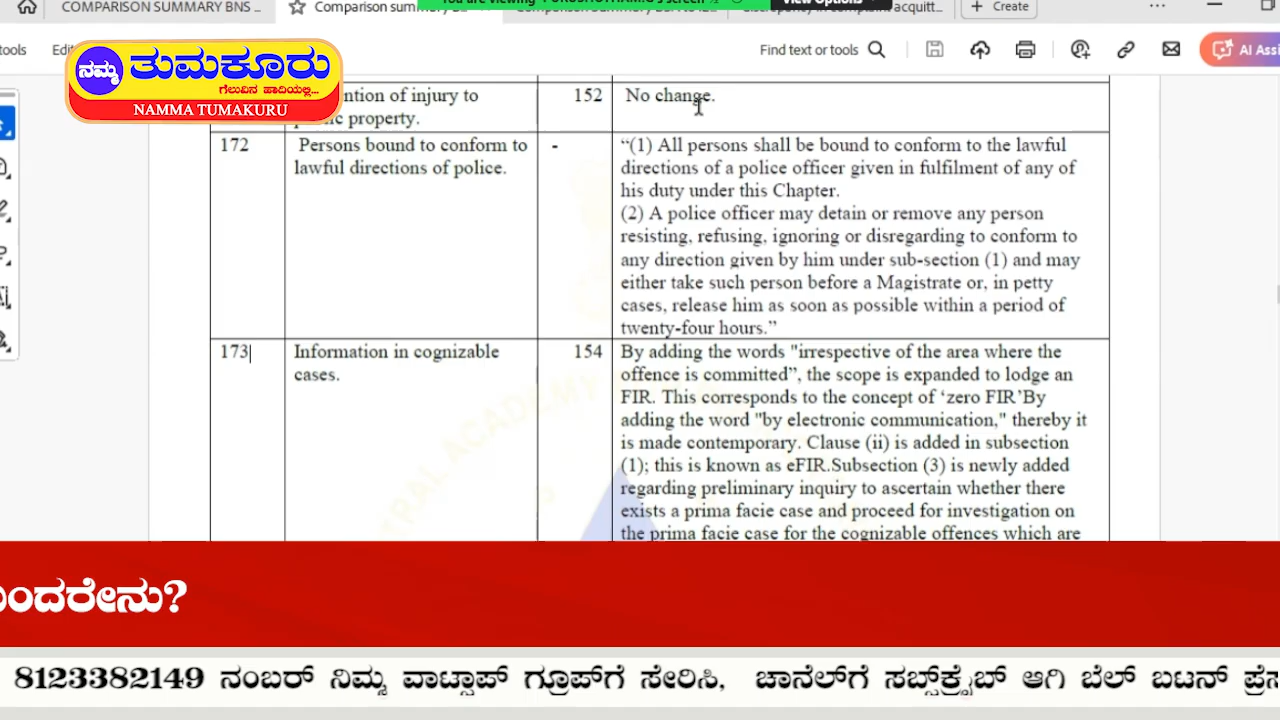 COMPARISON SUMMARY BNS ...
Create
Find text or tools
AI Assi
ನಮ್ಮ ತುಮಕೂರು
ಗೆಲುವಿನ ಹಾದಿಯಲ್ಲಿ...
NAMMA TUMAKURU
ntion of injury to
property.
152
No change.
172
Persons bound to conform to
lawful directions of police.
-
“(1) All persons shall be bound to conform to the lawful
directions of a police officer given in fulfilment of any of
his duty under this Chapter.
(2) A police officer may detain or remove any person
resisting, refusing, ignoring or disregarding to conform to
any direction given by him under sub-section (1) and may
either take such person before a Magistrate or, in petty
cases, release him as soon as possible within a period of
twenty-four hours.”
173
Information in cognizable
cases.
154
By adding the words "irrespective of the area where the
offence is committed”, the scope is expanded to lodge an
FIR. This corresponds to the concept of ‘zero FIR’By
adding the word "by electronic communication," thereby it
is made contemporary. Clause (ii) is added in subsection
(1); this is known as eFIR.Subsection (3) is newly added
regarding preliminary inquiry to ascertain whether there
exists a prima facie case and proceed for investigation on
the prima facie case for the cognizable offences which are
ಂದರೇನು?
8123382149 ನಂಬರ್ ನಿಮ್ಮ ವಾಟ್ಸಾಪ್ ಗ್ರೂಪ್‌ಗೆ ಸೇರಿಸಿ, ಚಾನೆಲ್‌ಗೆ ಸಬ್ಸ್‌ಕ್ರೈಬ್ ಆಗಿ ಬೆಲ್ ಬಟನ್ ಪ್ರೆಸ